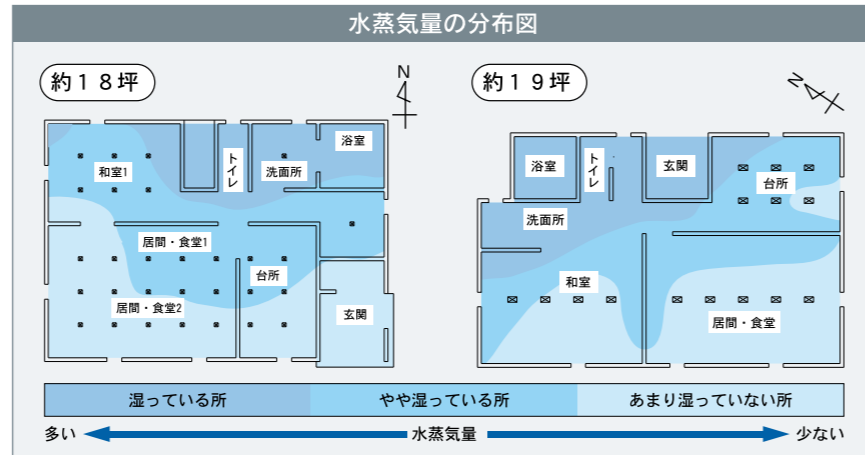 水蒸気量の分布図
約１８坪
N
和室1
トイレ
洗面所
浴室
居間・食堂1
台所
居間・食堂2
玄関
約１９坪
N
浴室
トイレ
玄関
台所
洗面所
和室
居間・食堂
湿っている所
やや湿っている所
あまり湿っていない所
多い
水蒸気量
少ない